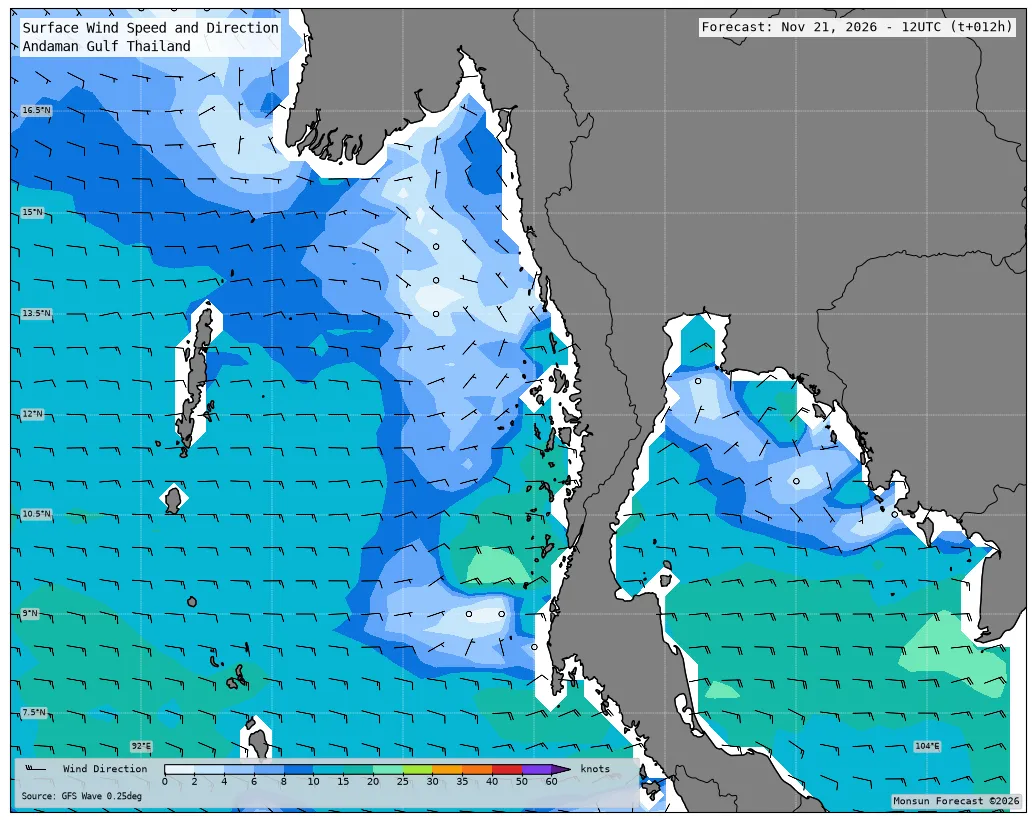 Surface Wind Speed and Direction
Andaman Gulf Thailand
Forecast: Nov 21, 2026 - 12UTC (t+012h)
16.5°N
15°N
13.5°N
12°N
10.5°N
9°N
7.5°N
92°E
104°E
Wind Direction
knots
0 2 4 6 8 10 15 20 25 30 35 40 50 60
Source: GFS Wave 0.25deg
Monsun Forecast ©2026